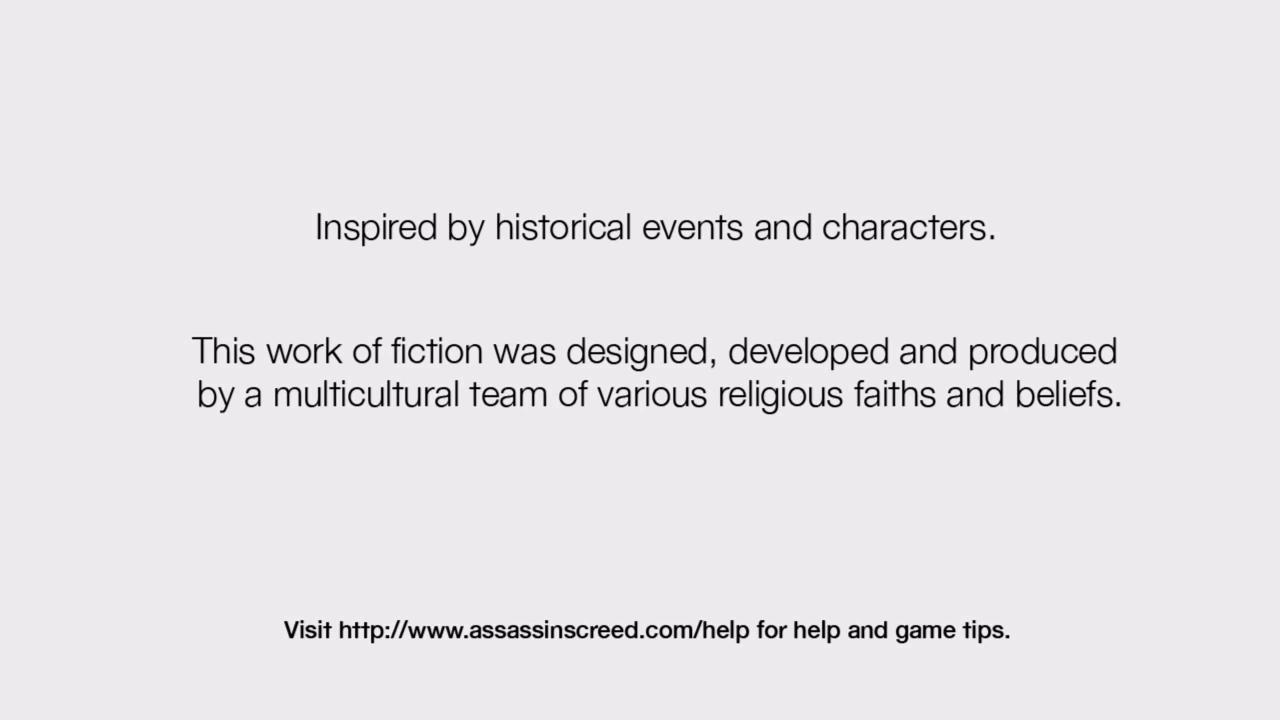 Inspired by historical events and characters.
This work of fiction was designed, developed and produced
by a multicultural team of various religious faiths and beliefs.
Visit http://www.assassinscreed.com/help for help and game tips.